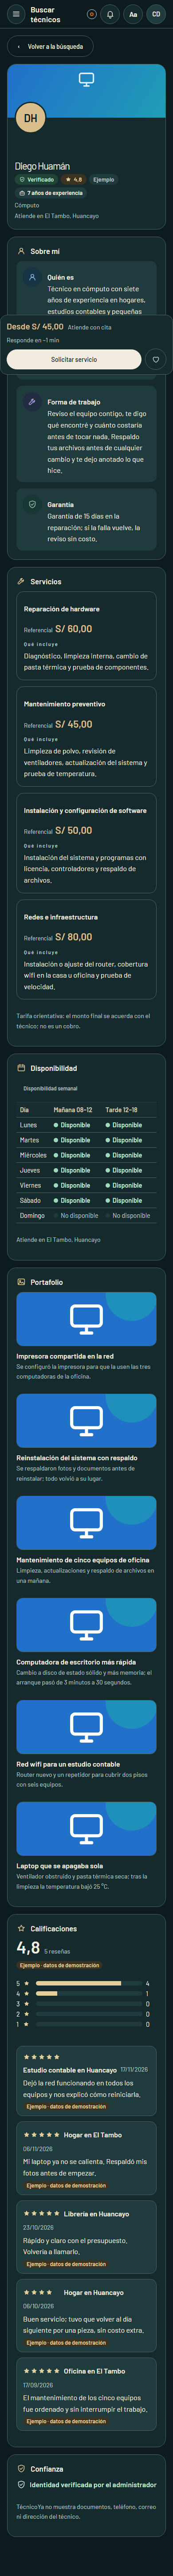 Buscar
técnicos
Aa
CD
Volver a la búsqueda
DH
Diego Huamán
Verificado
★ 4,8
Ejemplo
7 años de experiencia
Cómputo
Atiende en El Tambo, Huancayo
Sobre mí
Quién es
Técnico en cómputo con siete
años de experiencia en hogares,
estudios contables y pequeñas
Desde S/ 45,00 Atiende con cita
Responde en ~1 min
Solicitar servicio
Forma de trabajo
Reviso el equipo contigo, te digo
qué encontré y cuánto costaría
antes de tocar nada. Respaldo
tus archivos antes de cualquier
cambio y te dejo anotado lo que
hice.
Garantía
Garantía de 15 días en la
reparación; si la falla vuelve, la
reviso sin costo.
Servicios
Reparación de hardware
Referencial S/ 60,00
Qué incluye
Diagnóstico, limpieza interna, cambio de
pasta térmica y prueba de componentes.
Mantenimiento preventivo
Referencial S/ 45,00
Qué incluye
Limpieza de polvo, revisión de
ventiladores, actualización del sistema y
prueba de temperatura.
Instalación y configuración de software
Referencial S/ 50,00
Qué incluye
Instalación del sistema y programas con
licencia, controladores y respaldo de
archivos.
Redes e infraestructura
Referencial S/ 80,00
Qué incluye
Instalación o ajuste del router, cobertura
wifi en la casa u oficina y prueba de
velocidad.
Tarifa orientativa: el monto final se acuerda con el
técnico; no es un cobro.
Disponibilidad
Disponibilidad semanal
Día Mañana 08–12 Tarde 12–18
Lunes Disponible Disponible
Martes Disponible Disponible
Miércoles Disponible Disponible
Jueves Disponible Disponible
Viernes Disponible Disponible
Sábado Disponible Disponible
Domingo No disponible No disponible
Atiende en El Tambo, Huancayo
Portafolio
Impresora compartida en la red
Se configuró la impresora para que la usen las tres
computadoras de la oficina.
Reinstalación del sistema con respaldo
Se respaldaron fotos y documentos antes de
reinstalar; todo volvió a su lugar.
Mantenimiento de cinco equipos de oficina
Limpieza, actualizaciones y respaldo de archivos en
una mañana.
Computadora de escritorio más rápida
Cambio a disco de estado sólido y más memoria; el
arranque pasó de 3 minutos a 30 segundos.
Red wifi para un estudio contable
Router nuevo y un repetidor para cubrir dos pisos
con seis equipos.
Laptop que se apagaba sola
Ventilador obstruido y pasta térmica seca; tras la
limpieza la temperatura bajó 25 °C.
Calificaciones
4,8 5 reseñas
Ejemplo · datos de demostración
5 ★ 4
4 ★ 1
3 ★ 0
2 ★ 0
1 ★ 0
★ ★ ★ ★ ★
Estudio contable en Huancayo 17/11/2026
Dejó la red funcionando en todos los
equipos y nos explicó cómo reiniciarla.
Ejemplo · datos de demostración
★ ★ ★ ★ ★ Hogar en El Tambo
06/11/2026
Mi laptop ya no se calienta. Respaldó mis
fotos antes de empezar.
Ejemplo · datos de demostración
★ ★ ★ ★ ★ Librería en Huancayo
23/10/2026
Rápido y claro con el presupuesto.
Volvería a llamarlo.
Ejemplo · datos de demostración
★ ★ ★ ★ Hogar en Huancayo
06/10/2026
Buen servicio; tuvo que volver al día
siguiente por una pieza, sin costo extra.
Ejemplo · datos de demostración
★ ★ ★ ★ ★ Oficina en El Tambo
17/09/2026
El mantenimiento de los cinco equipos
fue ordenado y sin interrumpir el trabajo.
Ejemplo · datos de demostración
Confianza
Identidad verificada por el administrador
TécnicoYa no muestra documentos, teléfono, correo
ni dirección del técnico.